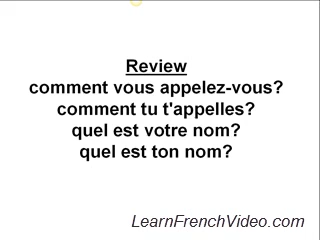 Review
comment vous appelez-vous?
comment tu t'appelles?
quel est votre nom?
quel est ton nom?
LearnFrenchVideo.com